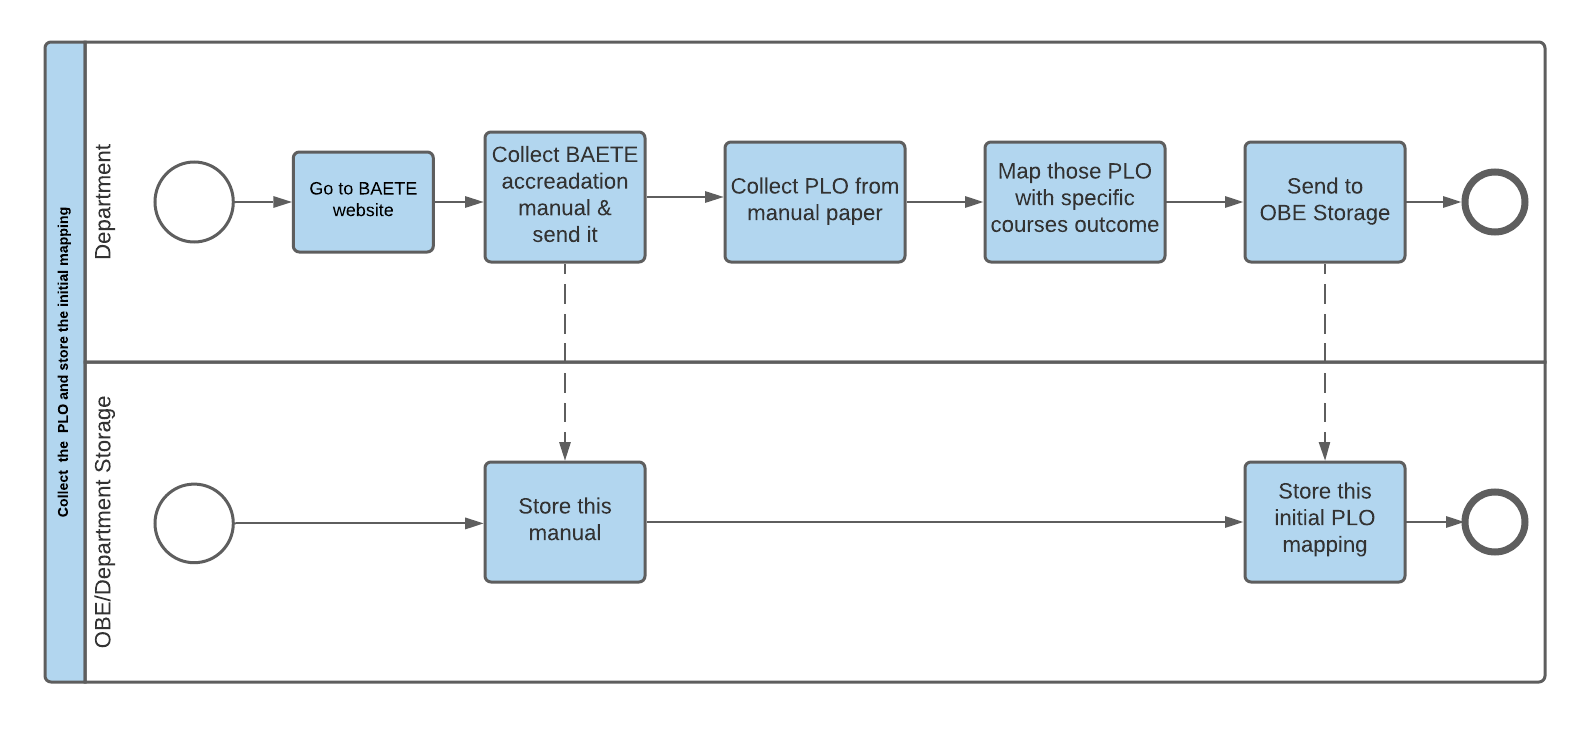 Collect the PLO and store the initial mapping
Department
Go to BAETE
website
Collect BAETE
accreadation
manual &
send it
Collect PLO from
manual paper
Map those PLO
with specific
courses outcome
Send to
OBE Storage
OBE/Department Storage
Store this
manual
Store this
initial PLO
mapping